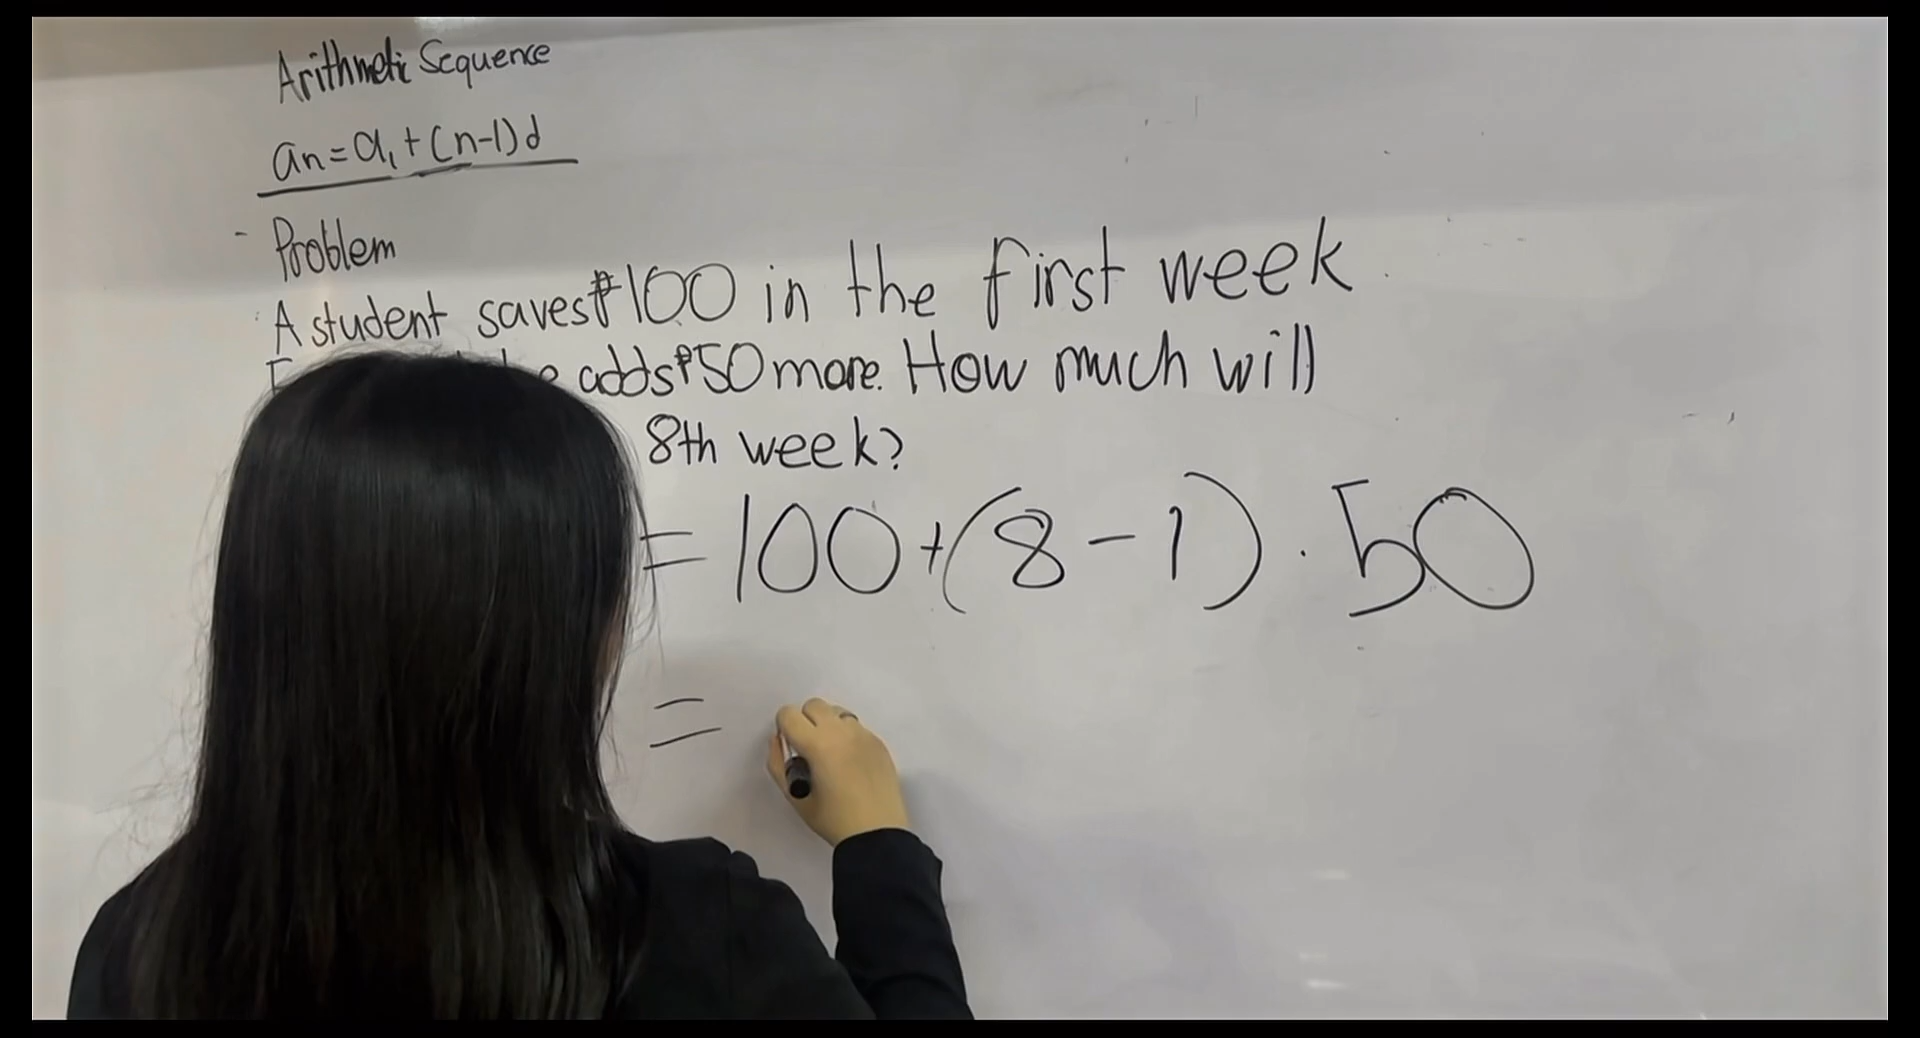 Arithmetic Sequence
an=a₁+(n-1)d
- Problem
A student saves ₱100 in the first week
adds ₱50 more. How much will
8th week?
=100+(8-1)·50
=